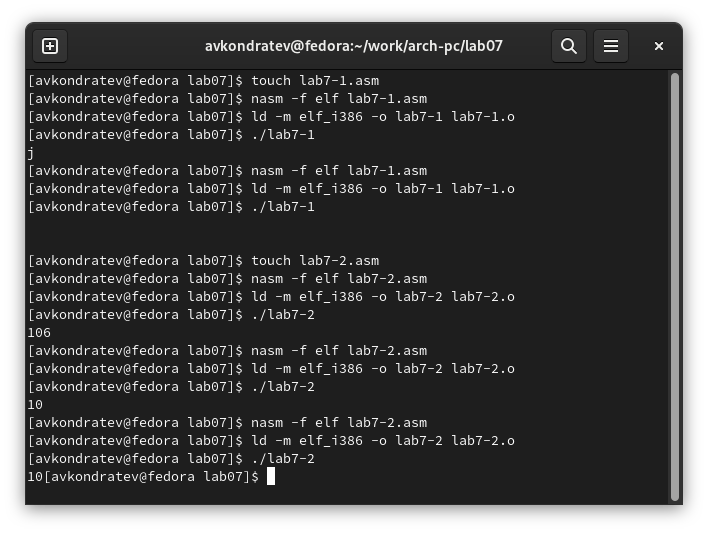 avkondratev@fedora:~/work/arch-pc/lab07
[avkondratev@fedora lab07]$ touch lab7-1.asm
[avkondratev@fedora lab07]$ nasm -f elf lab7-1.asm
[avkondratev@fedora lab07]$ ld -m elf_i386 -o lab7-1 lab7-1.o
[avkondratev@fedora lab07]$ ./lab7-1
j
[avkondratev@fedora lab07]$ nasm -f elf lab7-1.asm
[avkondratev@fedora lab07]$ ld -m elf_i386 -o lab7-1 lab7-1.o
[avkondratev@fedora lab07]$ ./lab7-1
[avkondratev@fedora lab07]$ touch lab7-2.asm
[avkondratev@fedora lab07]$ nasm -f elf lab7-2.asm
[avkondratev@fedora lab07]$ ld -m elf_i386 -o lab7-2 lab7-2.o
[avkondratev@fedora lab07]$ ./lab7-2
106
[avkondratev@fedora lab07]$ nasm -f elf lab7-2.asm
[avkondratev@fedora lab07]$ ld -m elf_i386 -o lab7-2 lab7-2.o
[avkondratev@fedora lab07]$ ./lab7-2
10
[avkondratev@fedora lab07]$ nasm -f elf lab7-2.asm
[avkondratev@fedora lab07]$ ld -m elf_i386 -o lab7-2 lab7-2.o
[avkondratev@fedora lab07]$ ./lab7-2
10[avkondratev@fedora lab07]$